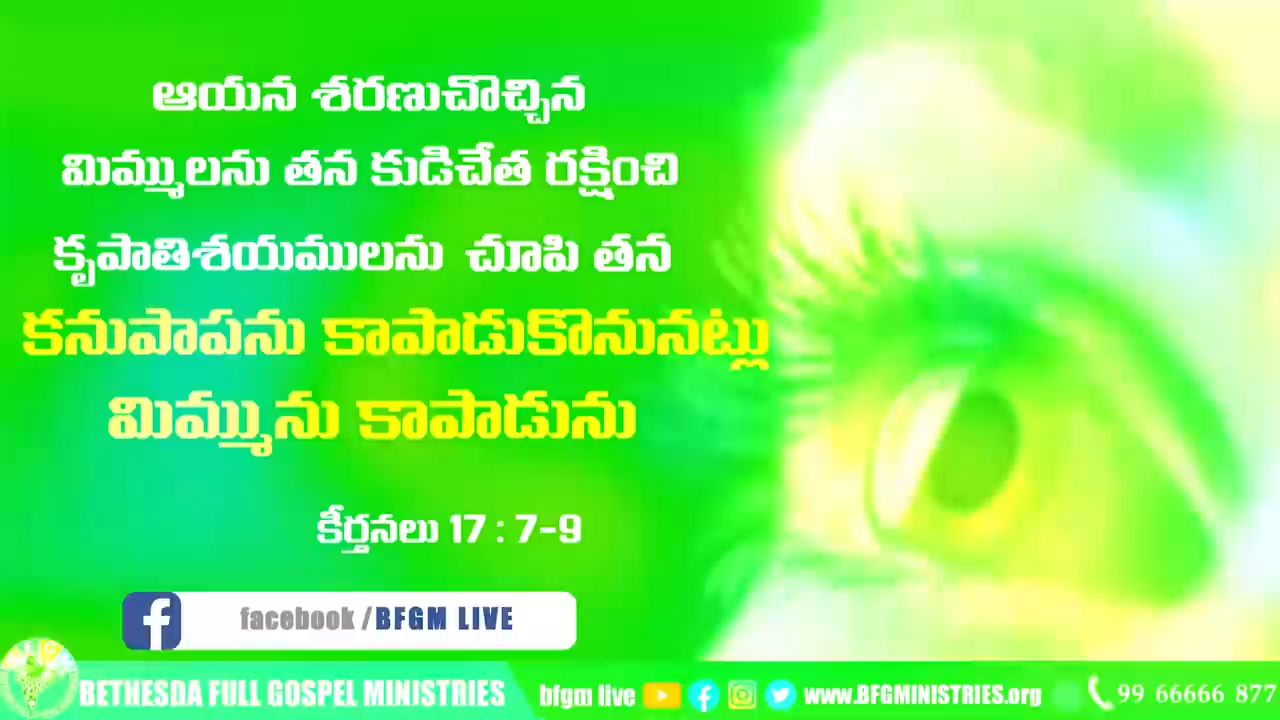 ఆయన శరణుచొచ్చిన
మిమ్ములను తన కుడిచేత రక్షించి
కృపాతిశయములను చూపి తన
కనుపాపను కాపాడుకొనునట్లు
మిమ్మును కాపాడును
కీర్తనలు 17 : 7-9
facebook / BFGM LIVE
BETHESDA FULL GOSPEL MINISTRIES bfgm live www.BFGMINISTRIES.org 99 66666 877